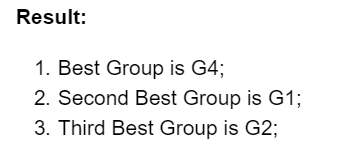 Result:
1. Best Group is G4;
2. Second Best Group is G1;
3. Third Best Group is G2;